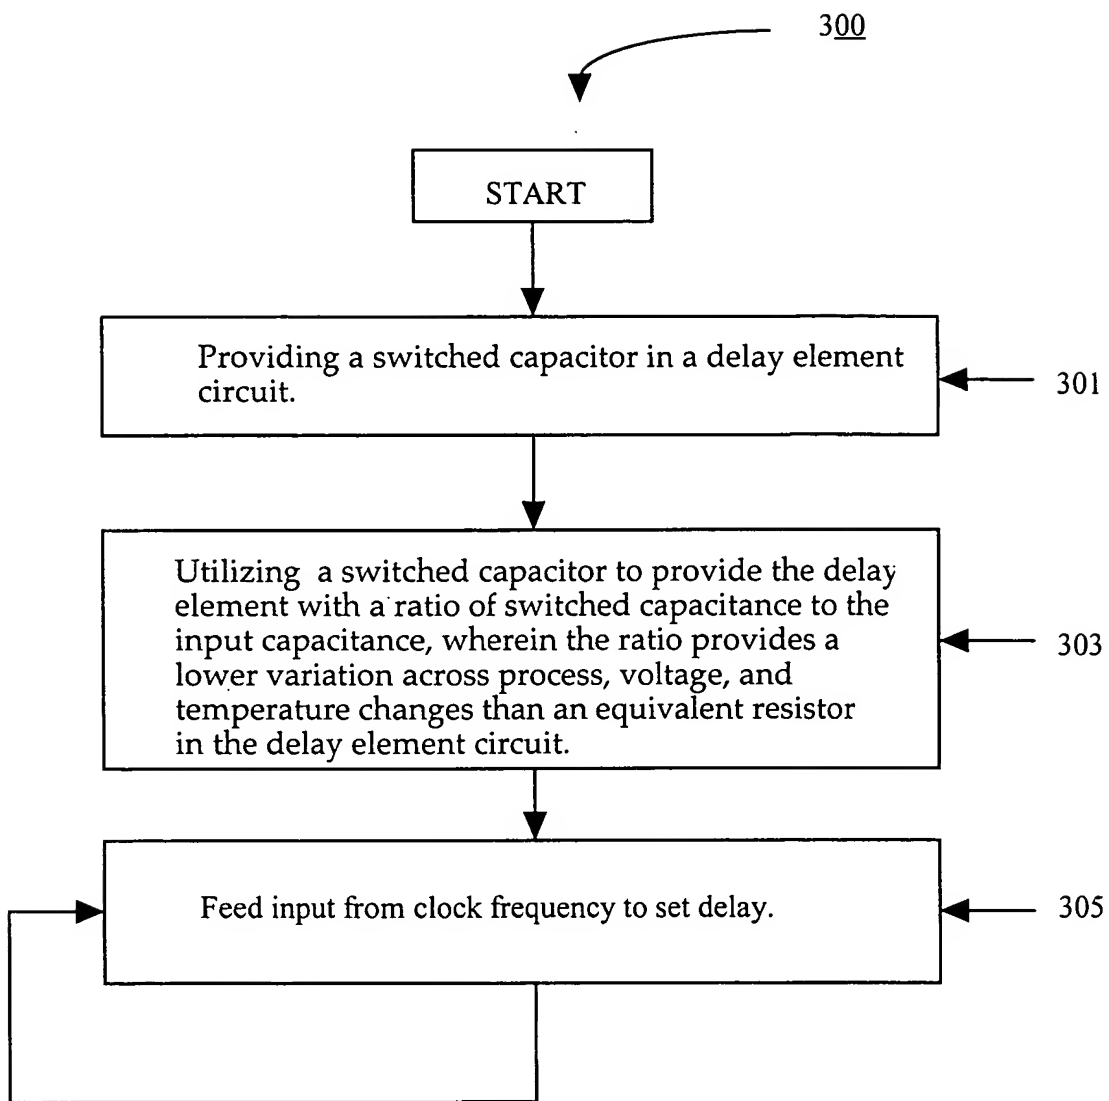 300
START
Providing a switched capacitor in a delay element
circuit.
301
Utilizing a switched capacitor to provide the delay
element with a ratio of switched capacitance to the
input capacitance, wherein the ratio provides a
lower variation across process, voltage, and
temperature changes than an equivalent resistor
in the delay element circuit.
303
Feed input from clock frequency to set delay.
305